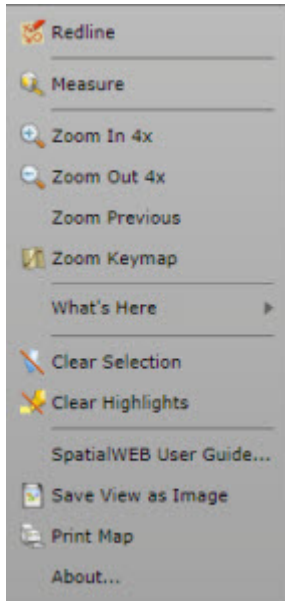 Redline
Measure
Zoom In 4x
Zoom Out 4x
Zoom Previous
Zoom Keymap
What's Here
Clear Selection
Clear Highlights
SpatialWEB User Guide...
Save View as Image
Print Map
About...